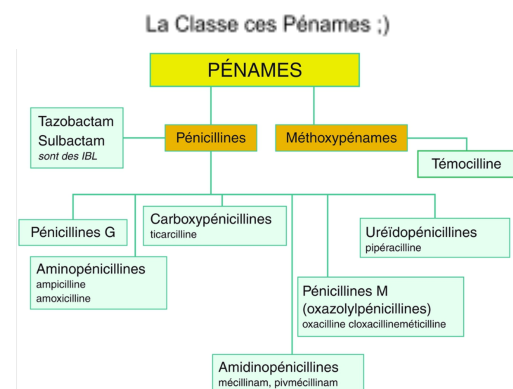 La Classe ces Pénames ;)
PÉNAMES
Tazobactam
Sulbactam
sont des IBL
Pénicillines
Méthoxypénames
Témocilline
Pénicillines G
Carboxypénicillines
ticarcilline
Uréïdopénicillines
pipéracilline
Aminopénicillines
ampicilline
amoxicilline
Pénicillines M
(oxazolylpénicillines)
oxacilline cloxacillineméticilline
Amidinopénicillines
mécillinam, pivmécillinam